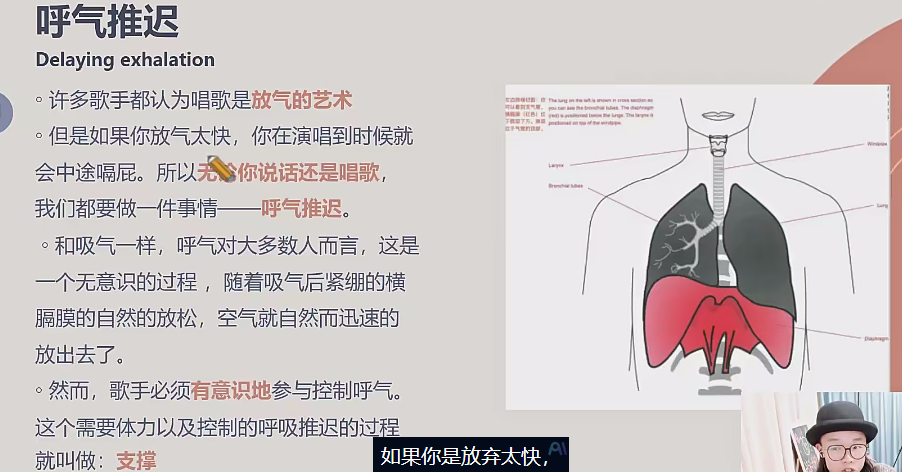 呼气推迟
Delaying exhalation
◦ 许多歌手都认为唱歌是放气的艺术
◦ 但是如果你放气太快，你在演唱到时候就
会中途嗝屁。所以无论你说话还是唱歌，
我们都要做一件事情——呼气推迟。
◦ 和吸气一样，呼气对大多数人而言，这是
一个无意识的过程 ，随着吸气后紧绷的横
膈膜的自然的放松，空气就自然而迅速的
放出去了。
◦ 然而，歌手必须有意识地参与控制呼气。
这个需要体力以及控制的呼吸推迟的过程
就叫做：支撑
The lung on the left is shown in cross section so
you can see the bronchial tubes. The diaphragm
(red) is positioned below the lungs. The larynx is
positioned on top of the windpipe.
Windpipe
Larynx
Bronchial tubes
Lung
Diaphragm
如果你是放弃太快，
AI